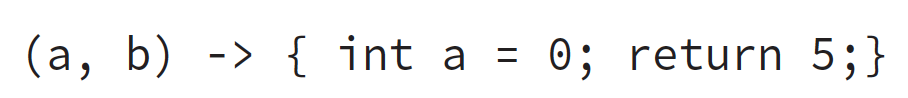 (a, b) -> { int a = 0; return 5;}